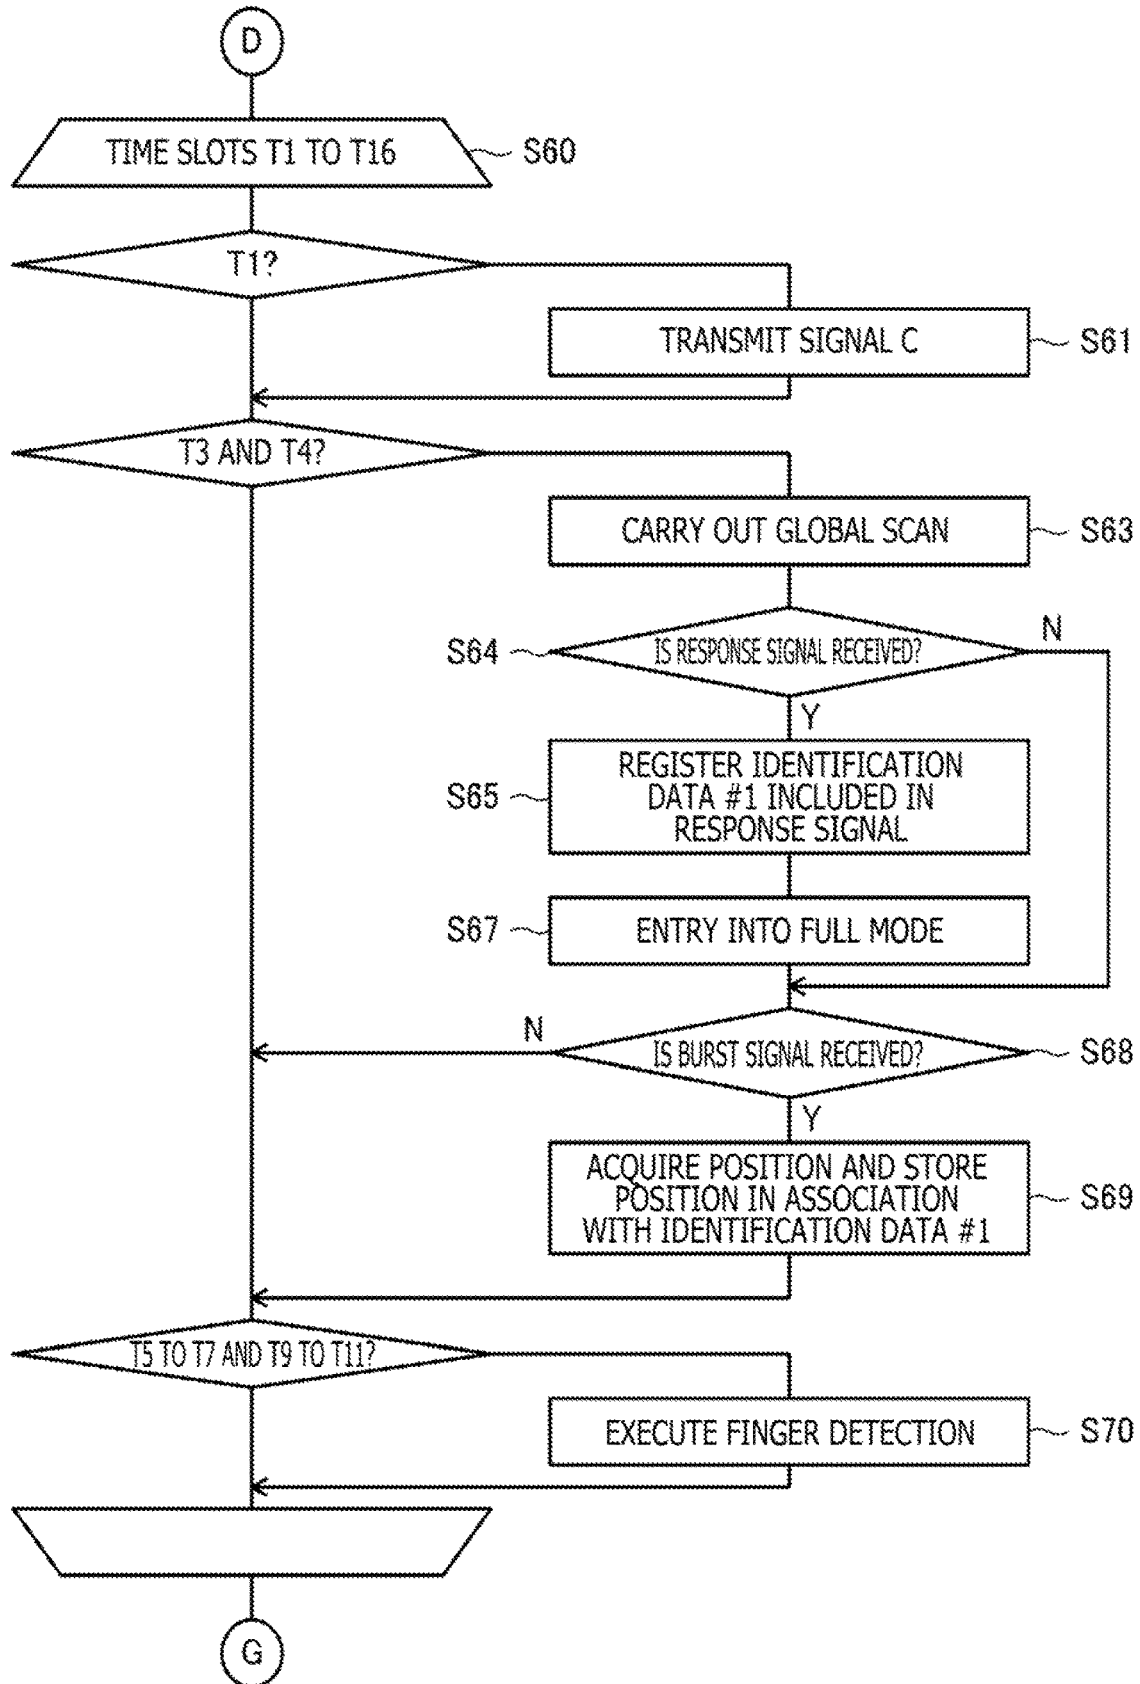 D
TIME SLOTS T1 TO T16
S60
T1?
TRANSMIT SIGNAL C
S61
T3 AND T4?
CARRY OUT GLOBAL SCAN
S63
S64
IS RESPONSE SIGNAL RECEIVED?
N
Y
S65
REGISTER IDENTIFICATION
DATA #1 INCLUDED IN
RESPONSE SIGNAL
S67
ENTRY INTO FULL MODE
N
IS BURST SIGNAL RECEIVED?
S68
Y
ACQUIRE POSITION AND STORE
POSITION IN ASSOCIATION
WITH IDENTIFICATION DATA #1
S69
T5 TO T7 AND T9 TO T11?
EXECUTE FINGER DETECTION
S70
G